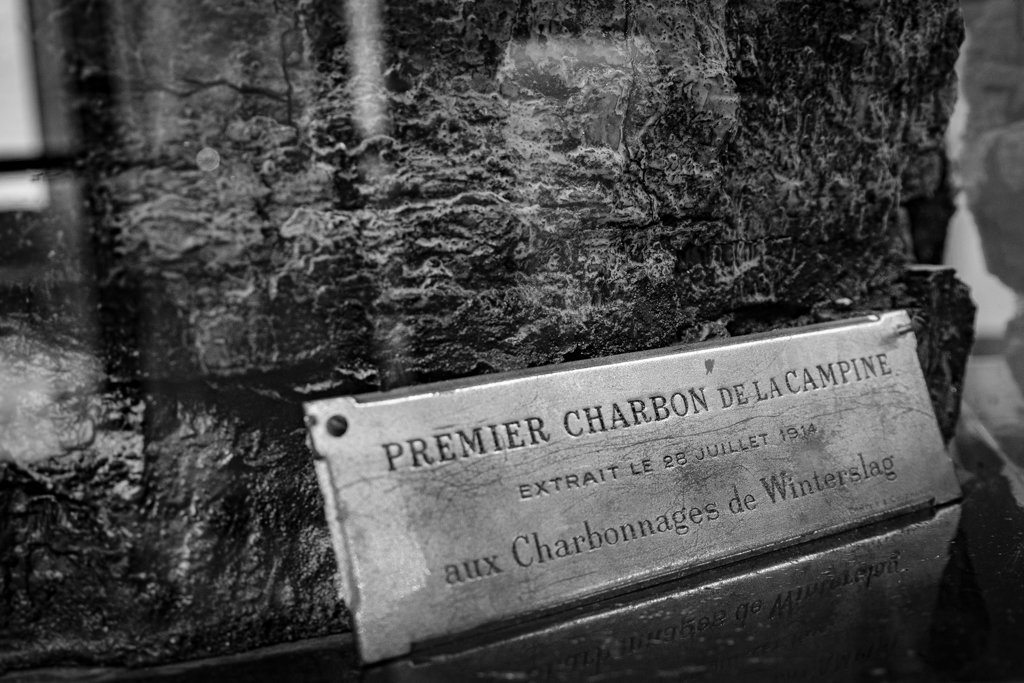 PREMIER CHARBON DE LA CAMPINE
EXTRAIT LE 28 JUILLET 1914
aux Charbonnages de Winterslag